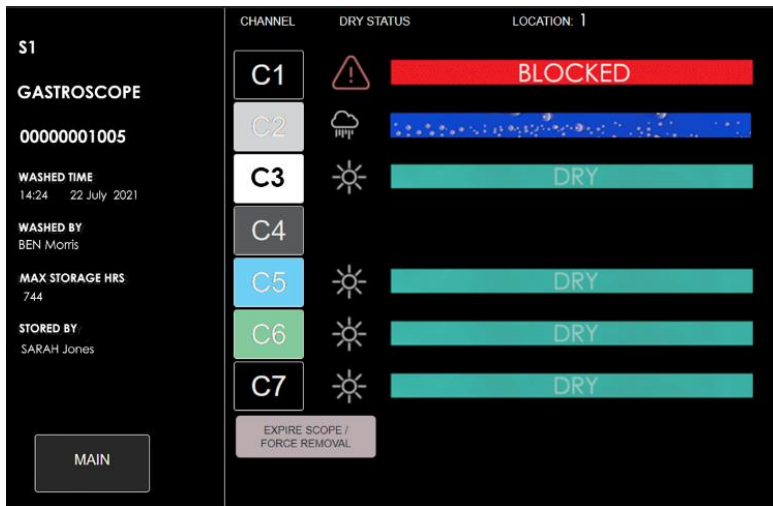 S1
GASTROSCOPE
00000001005
WASHED TIME
14:24 22 July 2021
WASHED BY
BEN Morris
MAX STORAGE HRS
744
STORED BY
SARAH Jones
MAIN
CHANNEL DRY STATUS LOCATION: 1
C1 BLOCKED
C2
C3 DRY
C4
C5 DRY
C6 DRY
C7 DRY
EXPIRE SCOPE /
FORCE REMOVAL